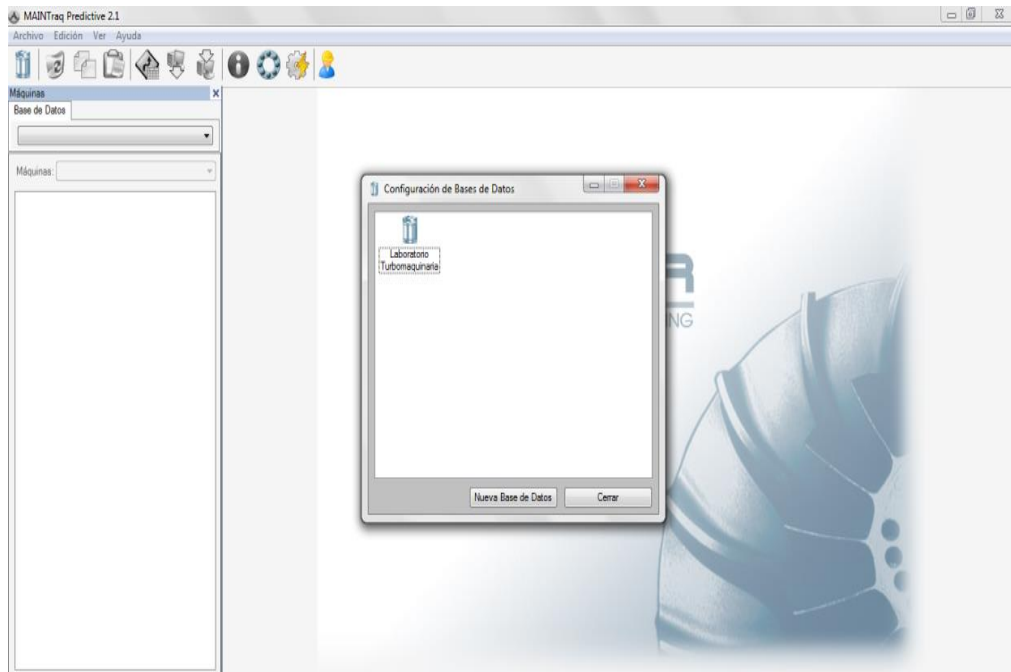 MAINTraq Predictive 2.1
Archivo Edición Ver Ayuda
Máquinas
Base de Datos
Máquinas:
Configuración de Bases de Datos
Laboratorio
Turbomaquinaria
Nueva Base de Datos
Cerrar
R
NG